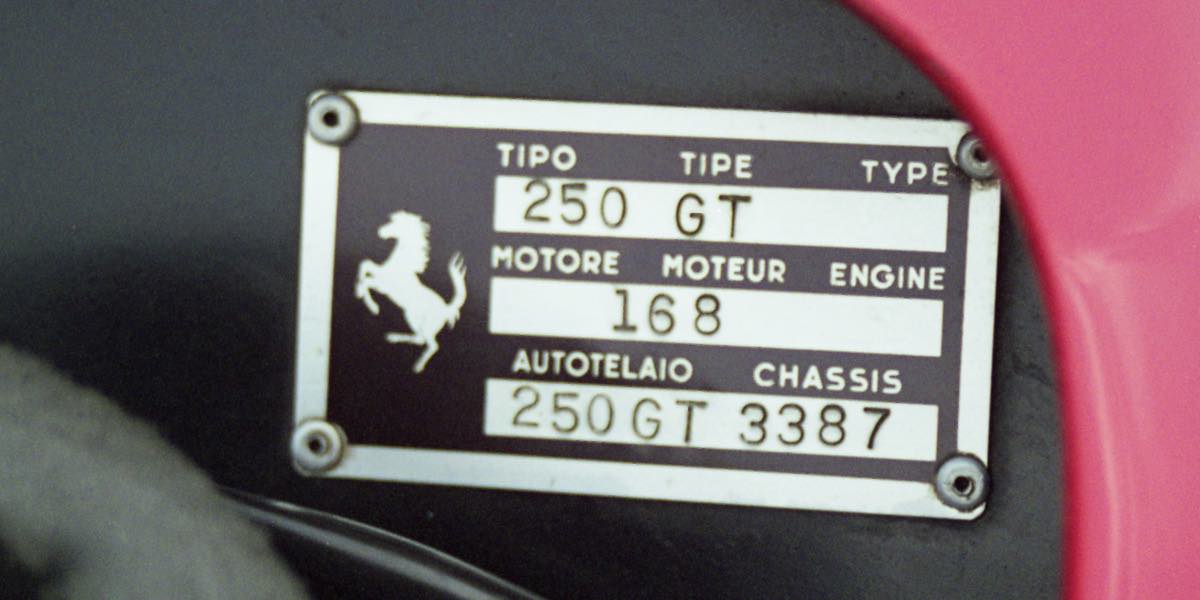 TIPO TIPE TYPE
250 GT
MOTORE MOTEUR ENGINE
168
AUTOTELAIO CHASSIS
250GT 3387